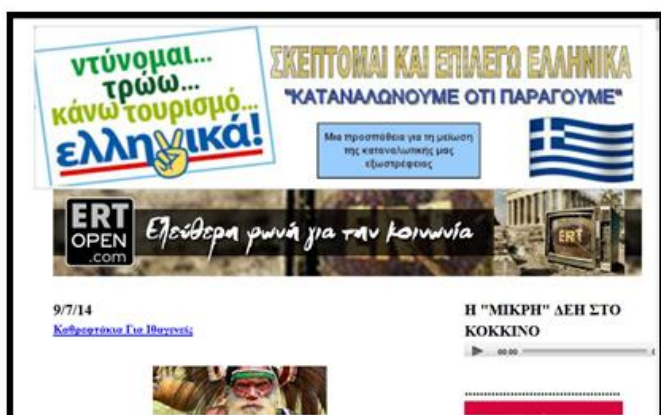 ντύνομαι...
τρώω...
κάνω τουρισμό...
ελληνικά!
ΣΚΕΠΤΟΜΑΙ ΚΑΙ ΕΠΙΛΕΓΩ ΕΛΛΗΝΙΚΑ
"ΚΑΤΑΝΑΛΩΝΟΥΜΕ ΟΤΙ ΠΑΡΑΓΟΥΜΕ"
Μια προσπάθεια για τη μείωση
της καταναλωτικής μας
εξωστρέφειας
ERT
OPEN
.com
Ελεύθερη φωνή για την κοινωνία
ERT
9/7/14
Καθρεφτάκια Για Ιθαγενείς;
Η "ΜΙΚΡΗ" ΔΕΗ ΣΤΟ
ΚΟΚΚΙΝΟ
00:00